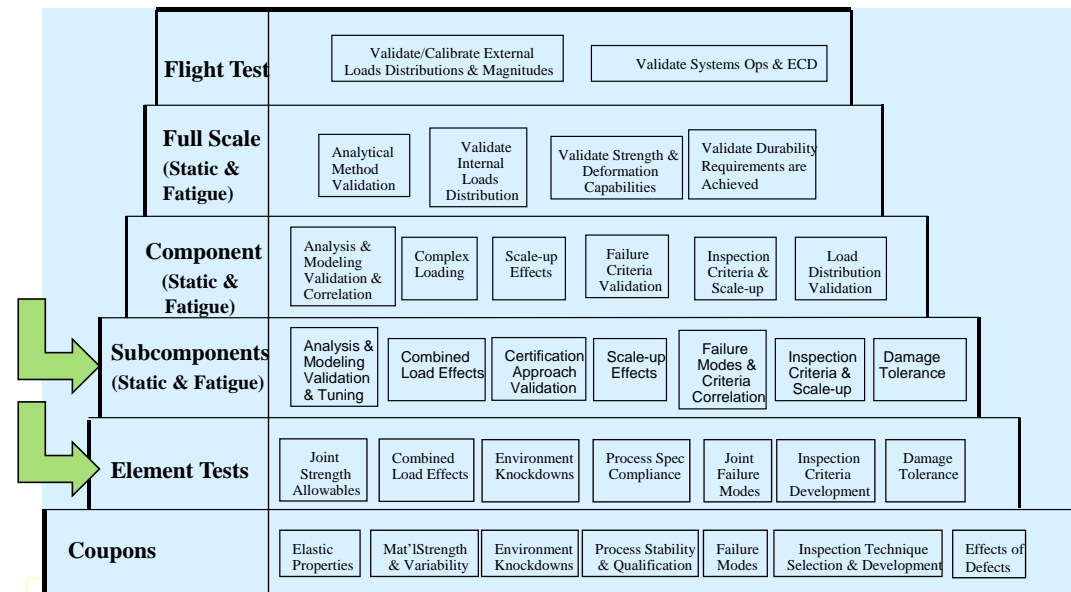 Flight Test
Validate/Calibrate External
Loads Distributions & Magnitudes
Validate Systems Ops & ECD
Full Scale
(Static &
Fatigue)
Analytical
Method
Validation
Validate
Internal
Loads
Distribution
Validate Strength &
Deformation
Capabilities
Validate Durability
Requirements are
Achieved
Component
(Static &
Fatigue)
Analysis &
Modeling
Validation &
Correlation
Complex
Loading
Scale-up
Effects
Failure
Criteria
Validation
Inspection
Criteria &
Scale-up
Load
Distribution
Validation
Subcomponents
(Static & Fatigue)
Analysis &
Modeling
Validation
& Tuning
Combined
Load Effects
Certification
Approach
Validation
Scale-up
Effects
Failure
Modes &
Criteria
Correlation
Inspection
Criteria &
Scale-up
Damage
Tolerance
Element Tests
Joint
Strength
Allowables
Combined
Load Effects
Environment
Knockdowns
Process Spec
Compliance
Joint
Failure
Modes
Inspection
Criteria
Development
Damage
Tolerance
Coupons
Elastic
Properties
Mat'lStrength
& Variability
Environment
Knockdowns
Process Stability
& Qualification
Failure
Modes
Inspection Technique
Selection & Development
Effects of
Defects